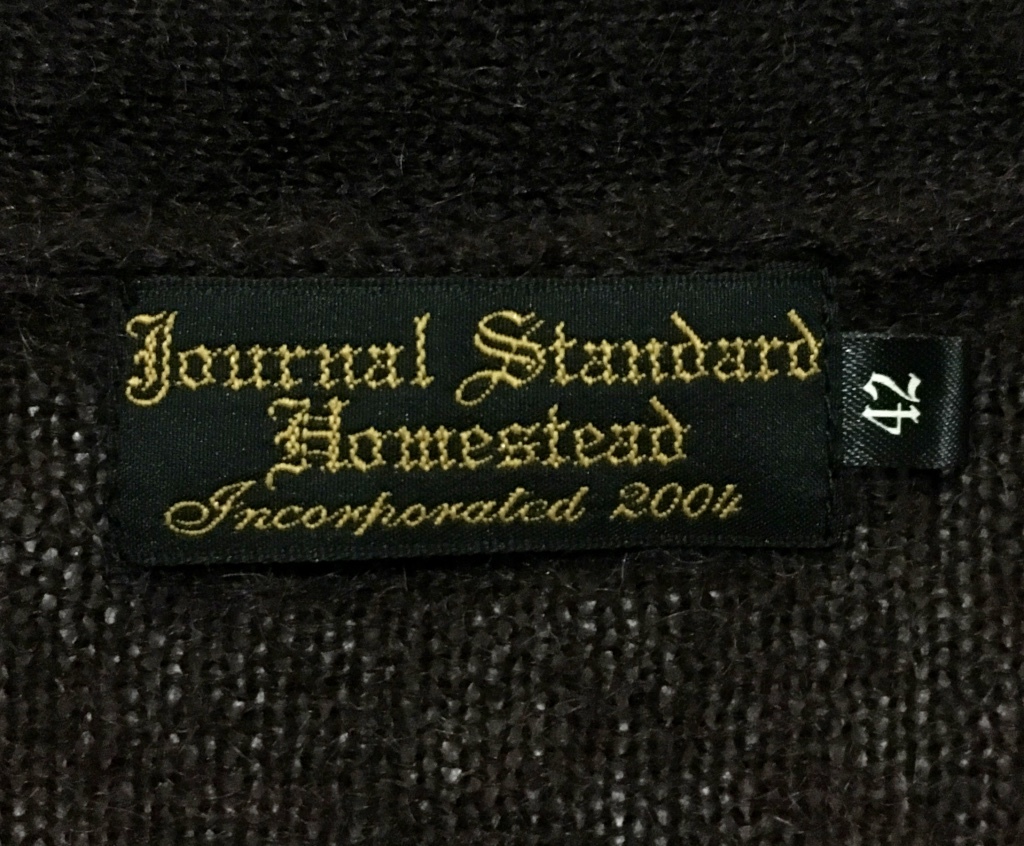 Journal Standard
Homestead
Incorporated 2004
42